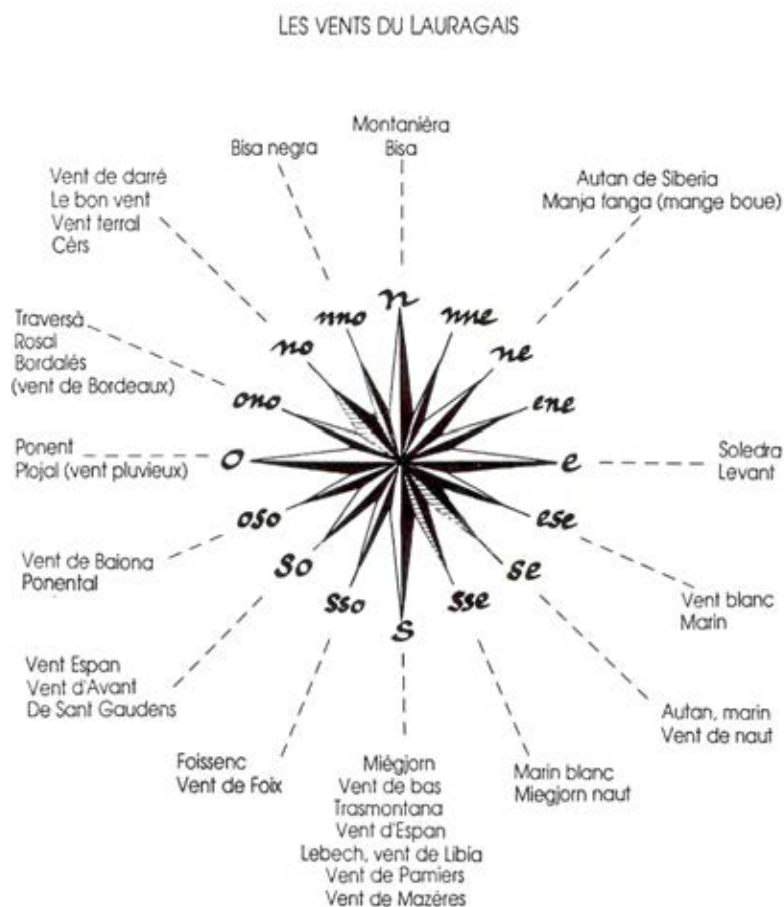 LES VENTS DU LAURAGAIS
Montanièra
Bisa
Bisa negra
Vent de darré
Le bon vent
Vent terral
Cèrs
Autan de Siberia
Manja fanga (mange boue)
n
nno
nne
no
ne
Traversà
Rosal
Bordalés
(vent de Bordeaux)
ono
ene
Ponent
Plojal (vent pluvieux)
o
e
Soledra
Levant
oso
ese
Vent de Baiona
Ponental
so
se
sso
sse
s
Vent blanc
Marin
Vent Espan
Vent d'Avant
De Sant Gaudens
Autan, marin
Vent de naut
Foissenc
Vent de Foix
Miégjorn
Vent de bas
Trasmontana
Vent d'Espan
Lebech, vent de Libia
Vent de Pamiers
Vent de Mazères
Marin blanc
Miegjorn naut